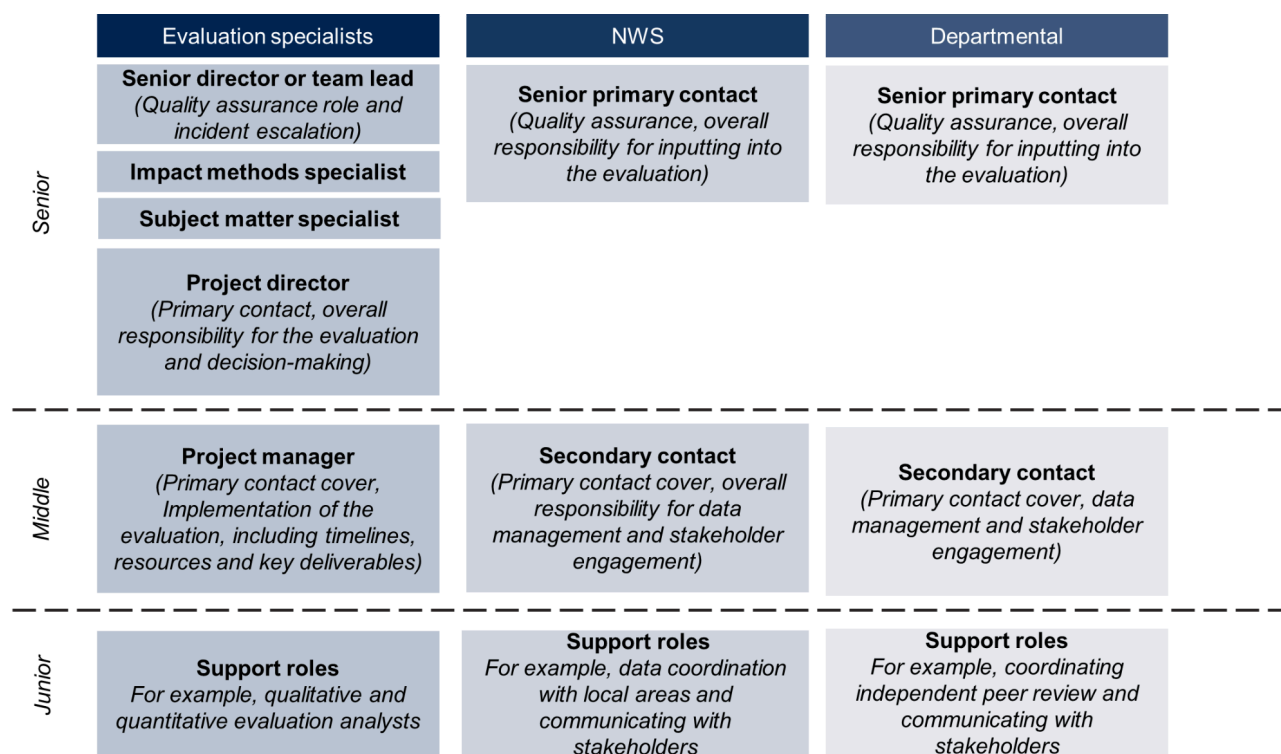 Evaluation specialists
NWS
Departmental
Senior
Senior director or team lead
(Quality assurance role and
incident escalation)
Impact methods specialist
Subject matter specialist
Project director
(Primary contact, overall
responsibility for the evaluation
and decision-making)
Senior primary contact
(Quality assurance, overall
responsibility for inputting into
the evaluation)
Senior primary contact
(Quality assurance, overall
responsibility for inputting into
the evaluation)
Middle
Project manager
(Primary contact cover,
Implementation of the
evaluation, including timelines,
resources and key deliverables)
Secondary contact
(Primary contact cover, overall
responsibility for data
management and stakeholder
engagement)
Secondary contact
(Primary contact cover, data
management and stakeholder
engagement)
Junior
Support roles
For example, qualitative and
quantitative evaluation analysts
Support roles
For example, data coordination
with local areas and
communicating with
stakeholders
Support roles
For example, coordinating
independent peer review and
communicating with
stakeholders